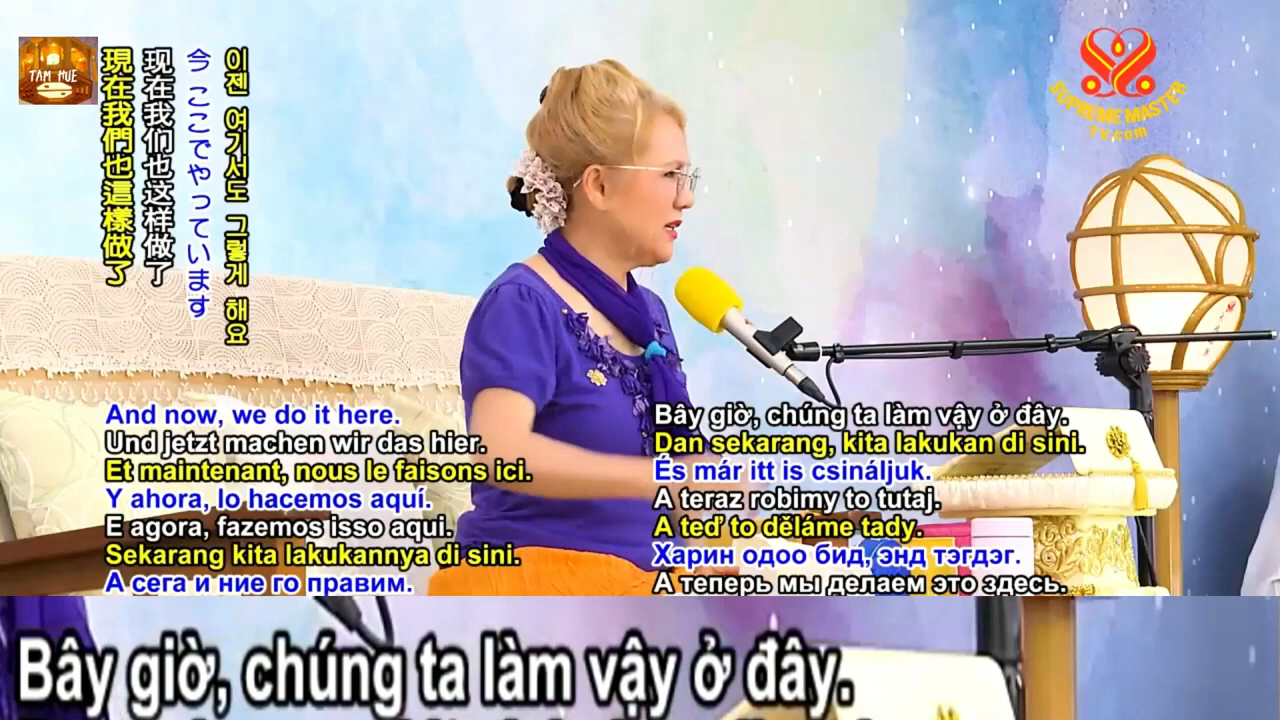 TAM HUE
現在我們也這樣做了
现在我们也这样做了
今 ここでやっています
이젠 여기서도 그렇게 해요
SUPREME MASTER
TV.com
And now, we do it here.
Und jetzt machen wir das hier.
Et maintenant, nous le faisons ici.
Y ahora, lo hacemos aquí.
E agora, fazemos isso aqui.
Sekarang kita lakukannya di sini.
А сега и ние го правим.
Bây giờ, chúng ta làm vậy ở đây.
Dan sekarang, kita lakukan di sini.
És már itt is csináljuk.
A teraz robimy to tutaj.
A teď to děláme tady.
Харин одоо бид, энд тэгдэг.
А теперь мы делаем это здесь.
Bây giờ, chúng ta làm vậy ở đây.